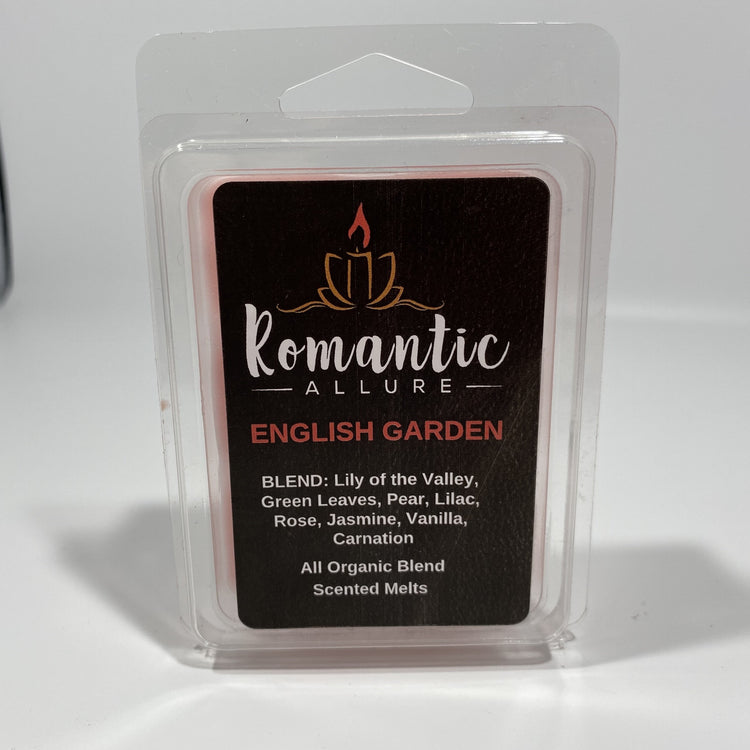 Romantic
ALLURE
ENGLISH GARDEN
BLEND: Lily of the Valley,
Green Leaves, Pear, Lilac,
Rose, Jasmine, Vanilla,
Carnation
All Organic Blend
Scented Melts